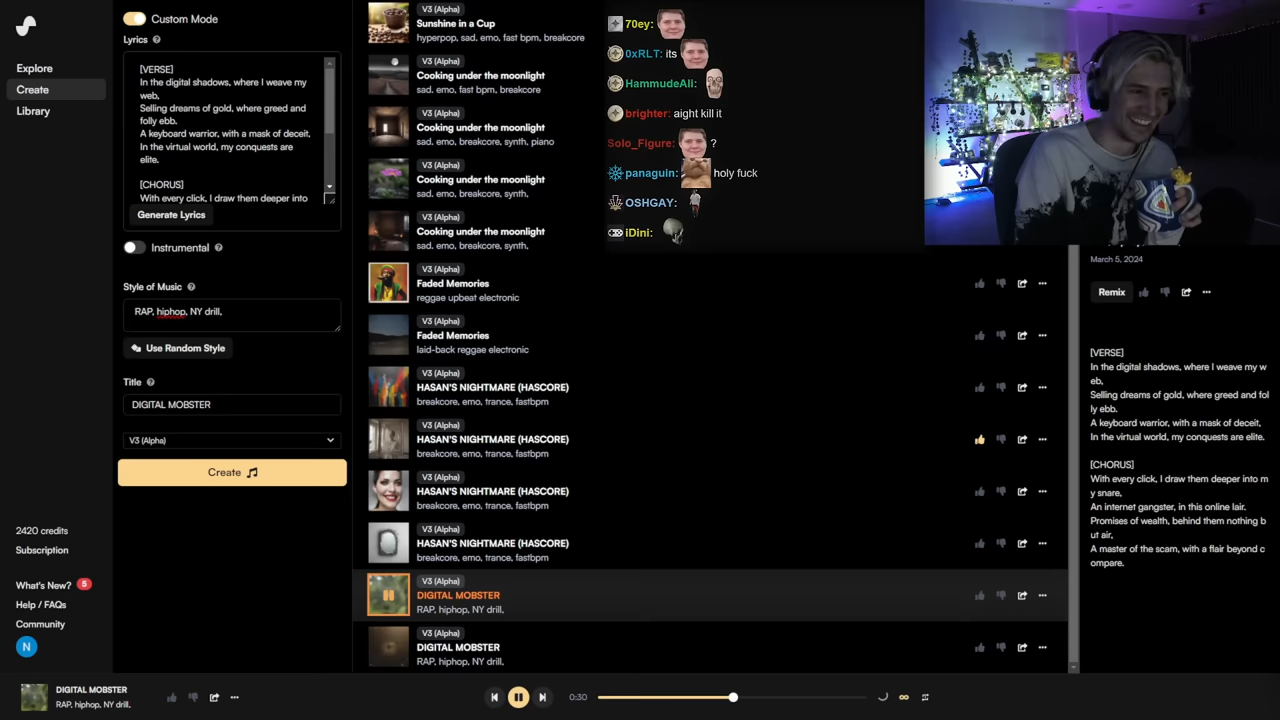 Explore
Create
Library
2420 credits
Subscription
What's New? 5
Help / FAQs
Community
N
Custom Mode
Lyrics
[VERSE]
In the digital shadows, where I weave my
web,
Selling dreams of gold, where greed and
folly ebb.
A keyboard warrior, with a mask of deceit,
In the virtual world, my conquests are
elite.
[CHORUS]
With every click, I draw them deeper into
Generate Lyrics
Instrumental
Style of Music
RAP, hiphop, NY drill,
Use Random Style
Title
DIGITAL MOBSTER
V3 (Alpha)
Create
V3 (Alpha)
Sunshine in a Cup
hyperpop, sad. emo, fast bpm, breakcore
V3 (Alpha)
Cooking under the moonlight
sad. emo, fast bpm, breakcore
V3 (Alpha)
Cooking under the moonlight
sad. emo, breakcore, synth, piano
V3 (Alpha)
Cooking under the moonlight
sad. emo, breakcore, synth,
V3 (Alpha)
Cooking under the moonlight
sad. emo, breakcore, synth,
V3 (Alpha)
Faded Memories
reggae upbeat electronic
V3 (Alpha)
Faded Memories
laid-back reggae electronic
V3 (Alpha)
HASAN'S NIGHTMARE (HASCORE)
breakcore, emo, trance, fastbpm
V3 (Alpha)
HASAN'S NIGHTMARE (HASCORE)
breakcore, emo, trance, fastbpm
V3 (Alpha)
HASAN'S NIGHTMARE (HASCORE)
breakcore, emo, trance, fastbpm
V3 (Alpha)
HASAN'S NIGHTMARE (HASCORE)
breakcore, emo, trance, fastbpm
V3 (Alpha)
DIGITAL MOBSTER
RAP, hiphop, NY drill,
V3 (Alpha)
DIGITAL MOBSTER
RAP, hiphop, NY drill,
70ey:
0xRLT: its
HammudeAli:
brighter: aight kill it
Solo_Figure: ?
panaguin: holy fuck
OSHGAY:
iDini:
March 5, 2024
Remix
[VERSE]
In the digital shadows, where I weave my w
eb,
Selling dreams of gold, where greed and fol
ly ebb.
A keyboard warrior, with a mask of deceit,
In the virtual world, my conquests are elite.
[CHORUS]
With every click, I draw them deeper into m
y snare,
An internet gangster, in this online lair.
Promises of wealth, behind them nothing b
ut air,
A master of the scam, with a flair beyond c
ompare.
DIGITAL MOBSTER
RAP, hiphop, NY drill,
0:30